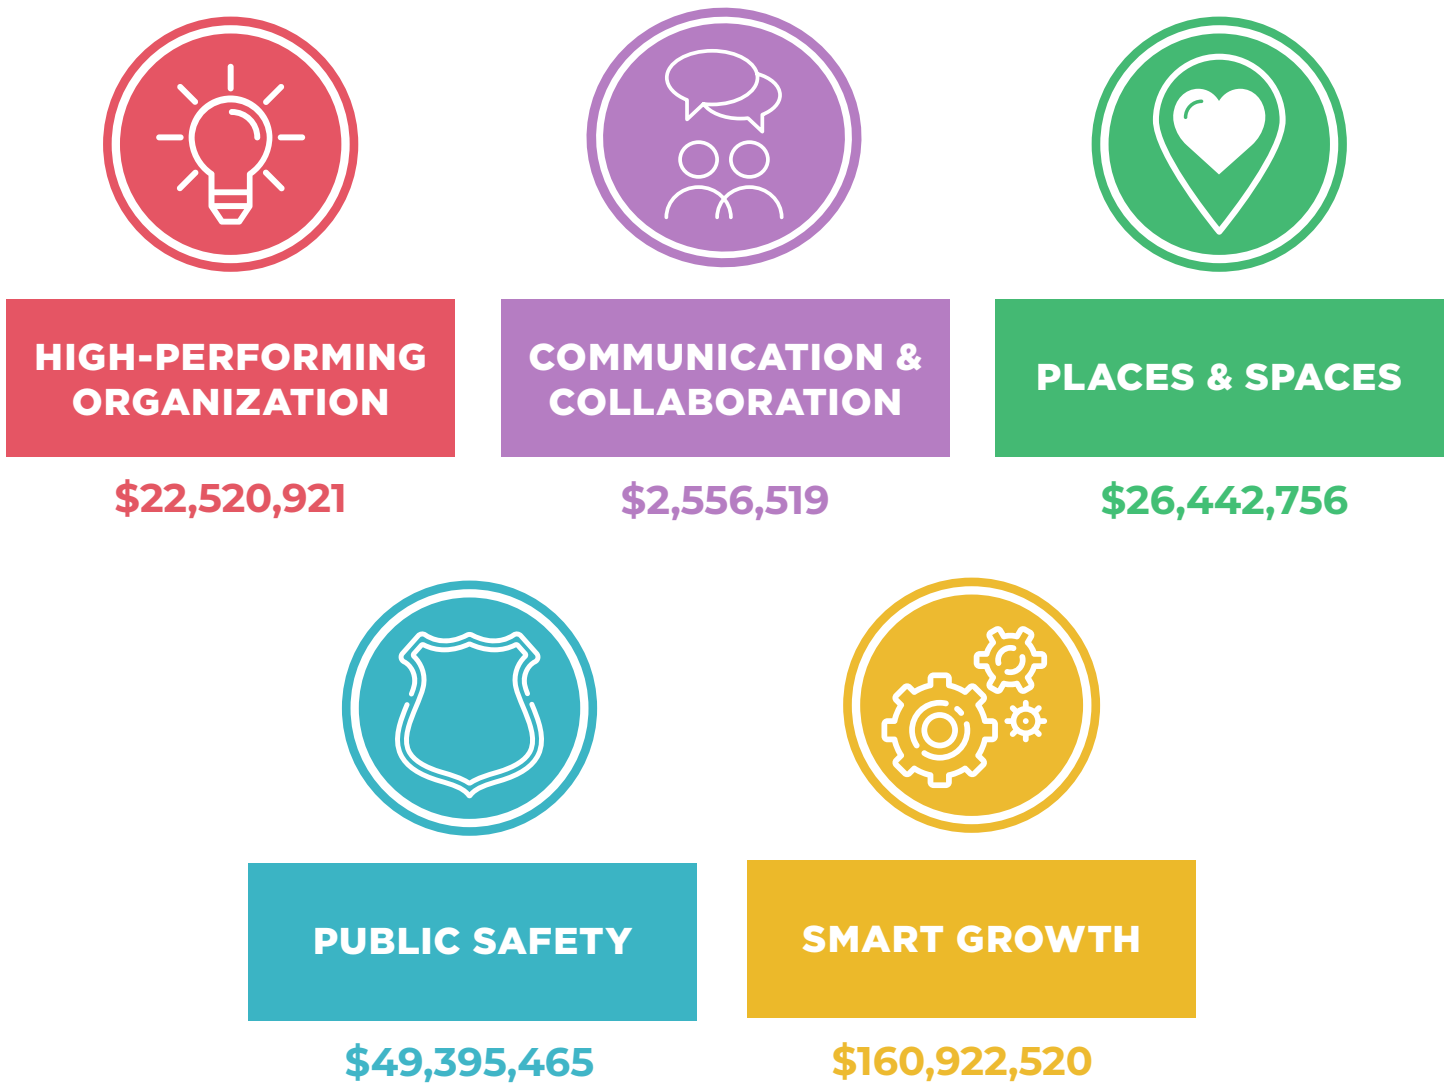 HIGH-PERFORMING
ORGANIZATION
$22,520,921
COMMUNICATION &
COLLABORATION
$2,556,519
PLACES & SPACES
$26,442,756
PUBLIC SAFETY
$49,395,465
SMART GROWTH
$160,922,520